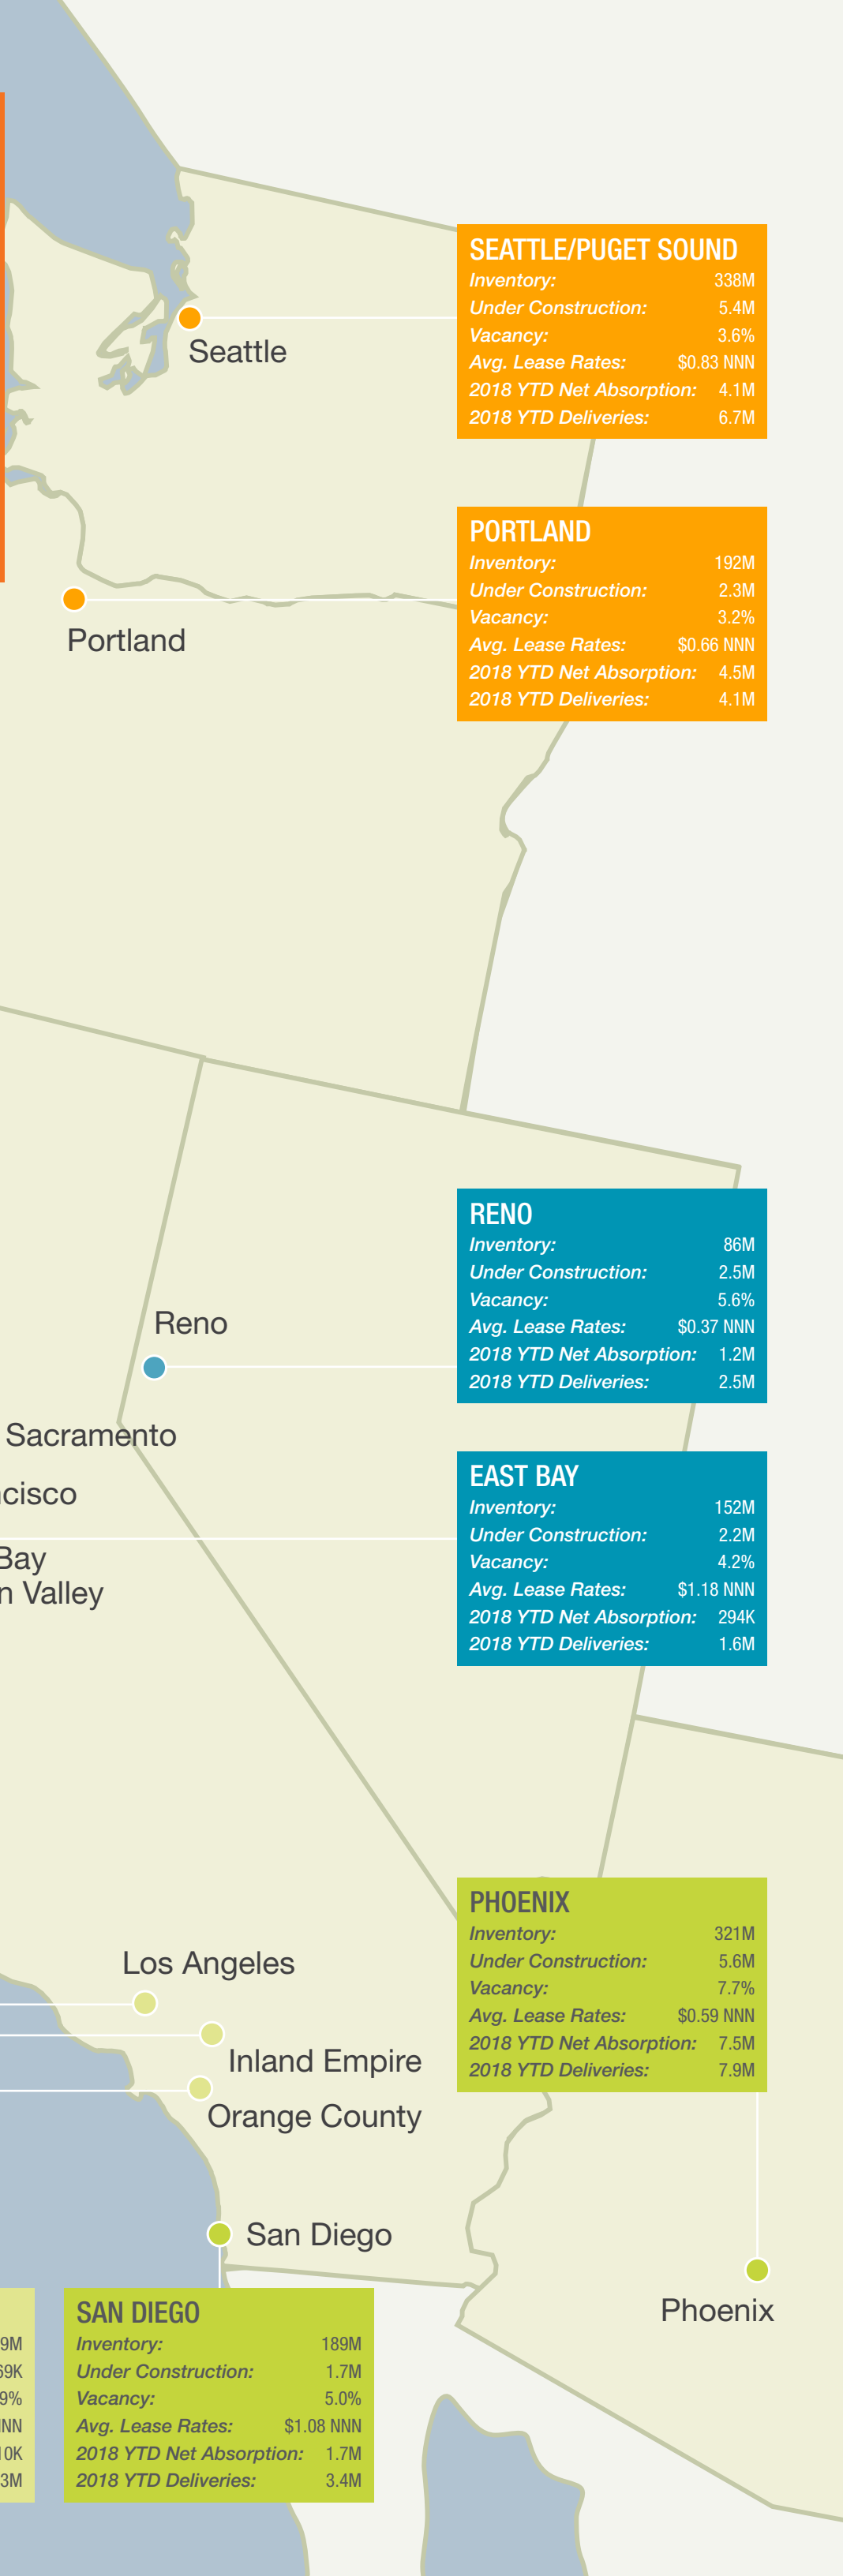 SEATTLE/PUGET SOUND
Inventory: 338M
Under Construction: 5.4M
Vacancy: 3.6%
Avg. Lease Rates: $0.83 NNN
2018 YTD Net Absorption: 4.1M
2018 YTD Deliveries: 6.7M
Seattle
PORTLAND
Inventory: 192M
Under Construction: 2.3M
Vacancy: 3.2%
Avg. Lease Rates: $0.66 NNN
2018 YTD Net Absorption: 4.5M
2018 YTD Deliveries: 4.1M
Portland
RENO
Inventory: 86M
Under Construction: 2.5M
Vacancy: 5.6%
Avg. Lease Rates: $0.37 NNN
2018 YTD Net Absorption: 1.2M
2018 YTD Deliveries: 2.5M
Reno
Sacramento
cisco
Bay
n Valley
EAST BAY
Inventory: 152M
Under Construction: 2.2M
Vacancy: 4.2%
Avg. Lease Rates: $1.18 NNN
2018 YTD Net Absorption: 294K
2018 YTD Deliveries: 1.6M
PHOENIX
Inventory: 321M
Under Construction: 5.6M
Vacancy: 7.7%
Avg. Lease Rates: $0.59 NNN
2018 YTD Net Absorption: 7.5M
2018 YTD Deliveries: 7.9M
Los Angeles
Inland Empire
Orange County
San Diego
Phoenix
9M
69K
9%
NNN
0K
3M
SAN DIEGO
Inventory: 189M
Under Construction: 1.7M
Vacancy: 5.0%
Avg. Lease Rates: $1.08 NNN
2018 YTD Net Absorption: 1.7M
2018 YTD Deliveries: 3.4M